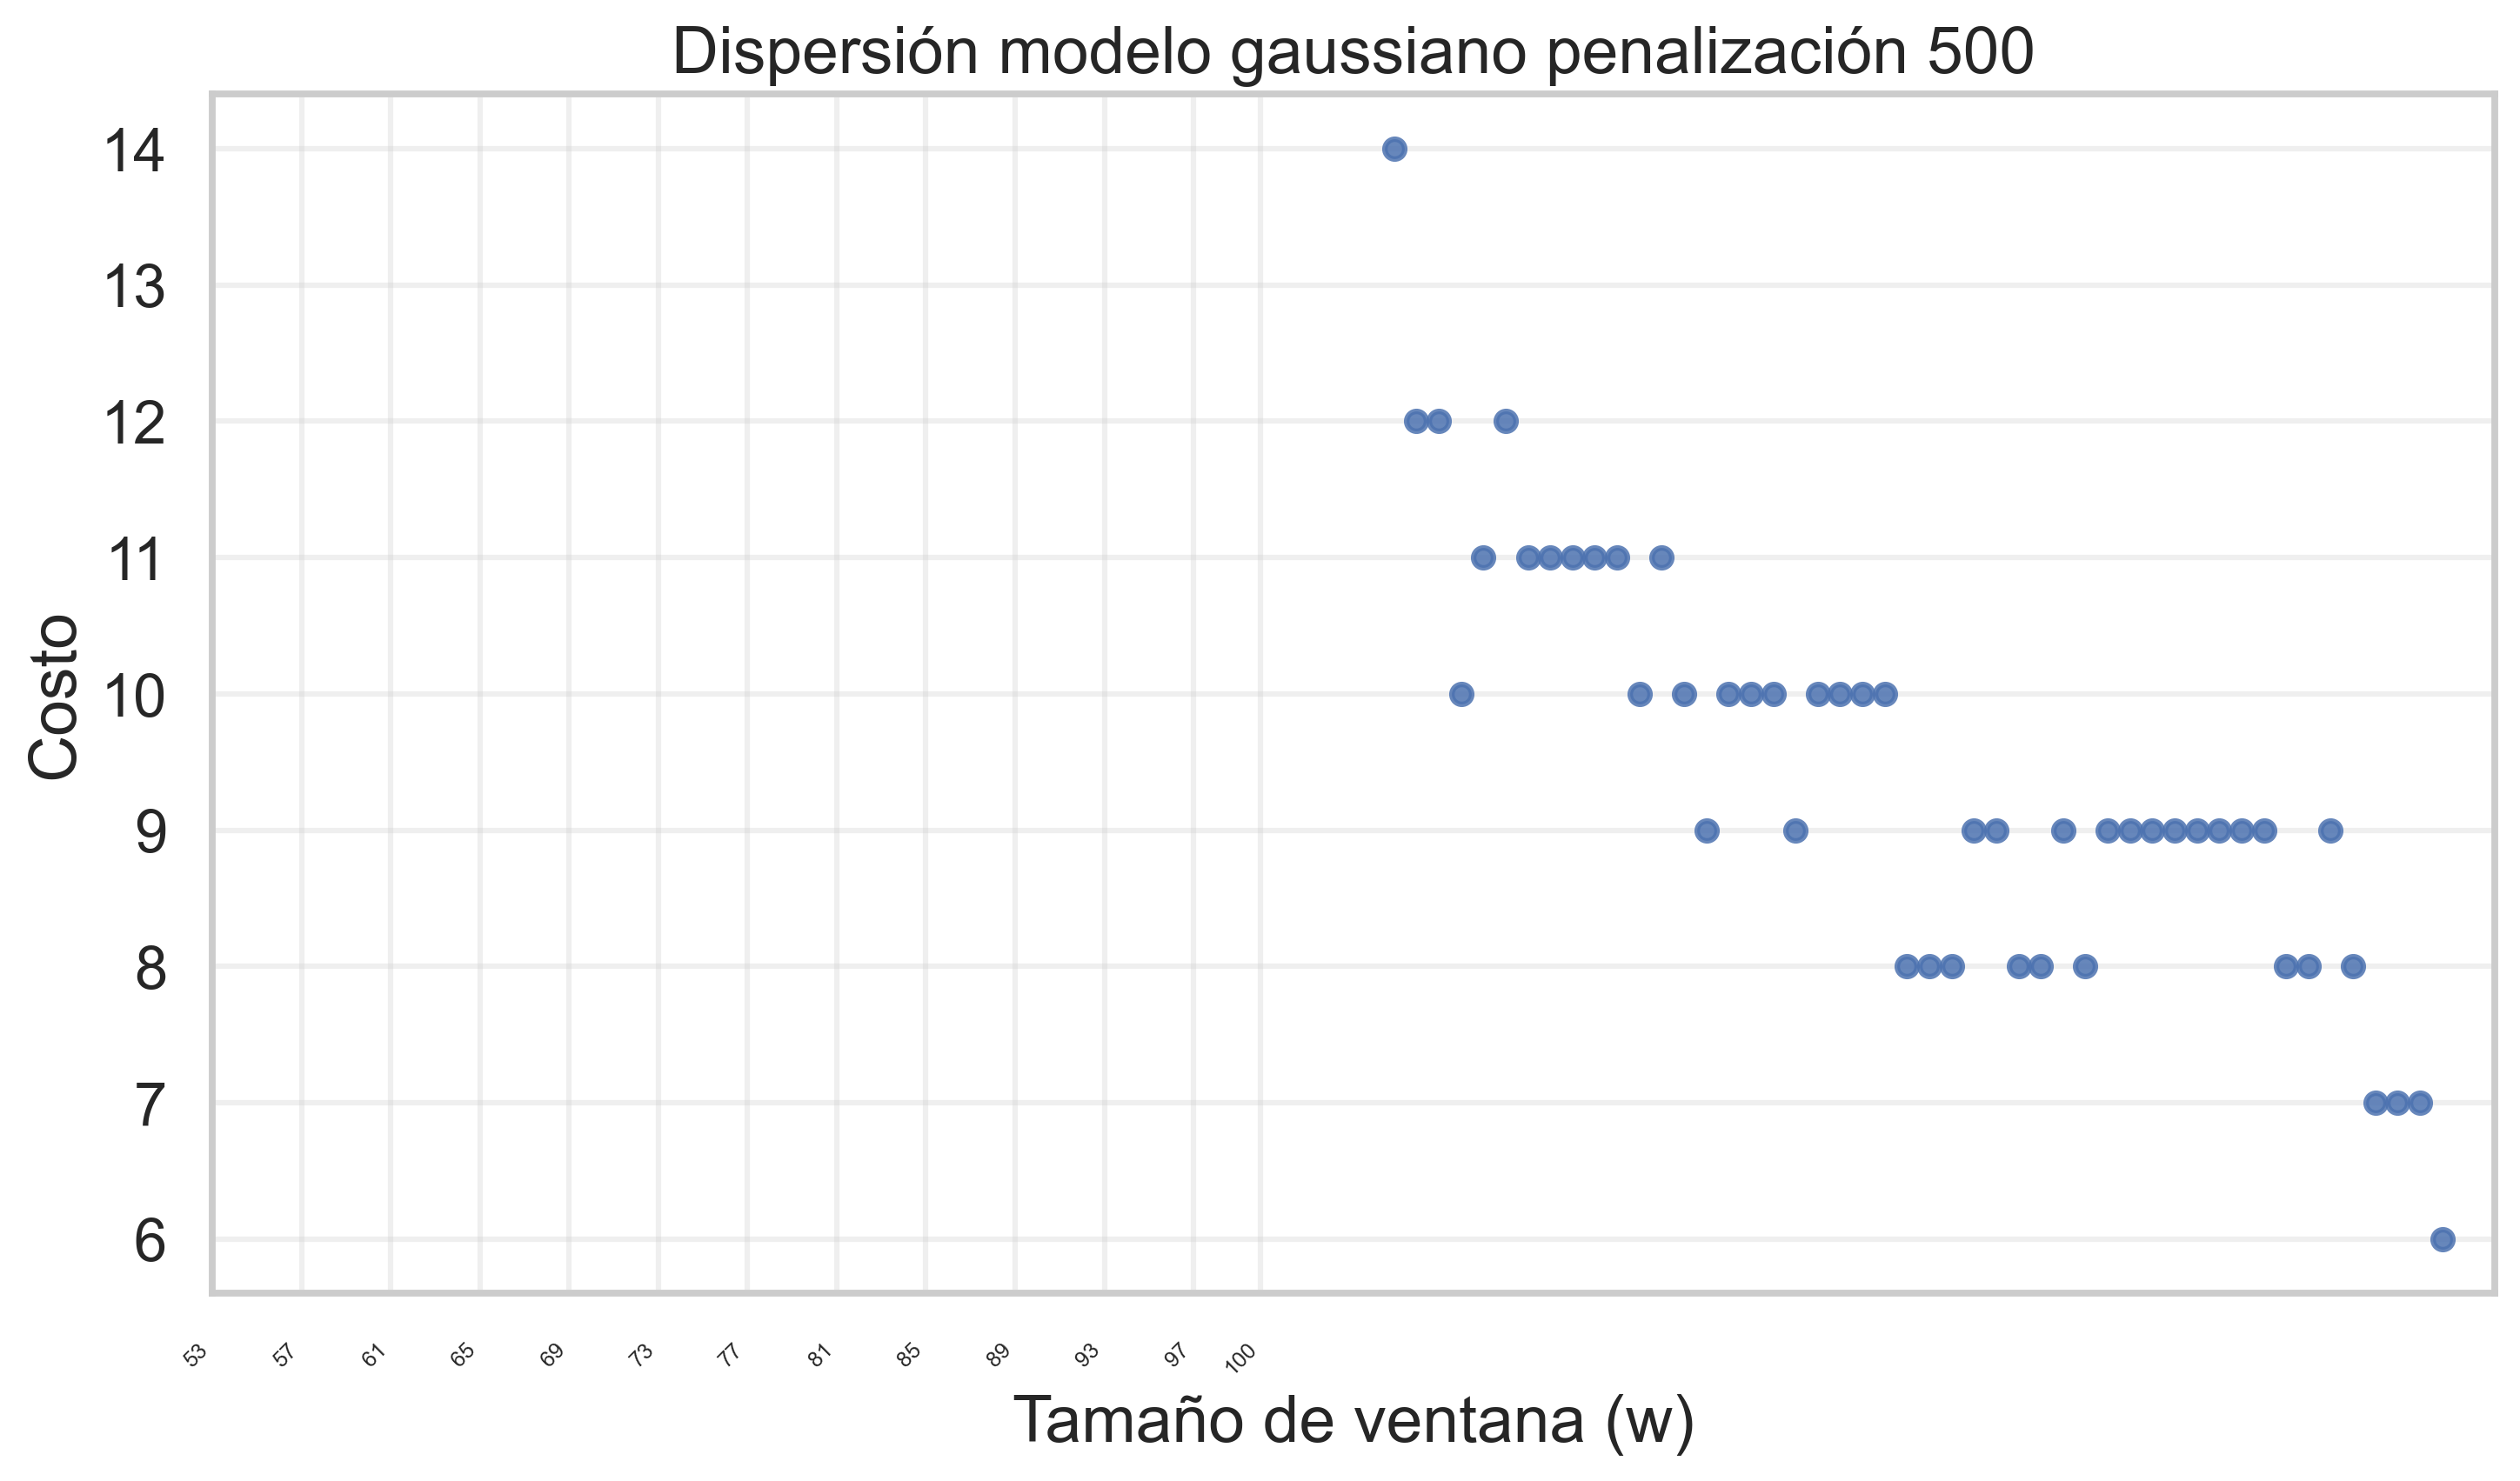 Dispersión modelo gaussiano penalización 500
14
13
12
11
10
9
8
7
6
Costo
53 57 61 65 69 73 77 81 85 89 93 97 100
Tamaño de ventana (w)